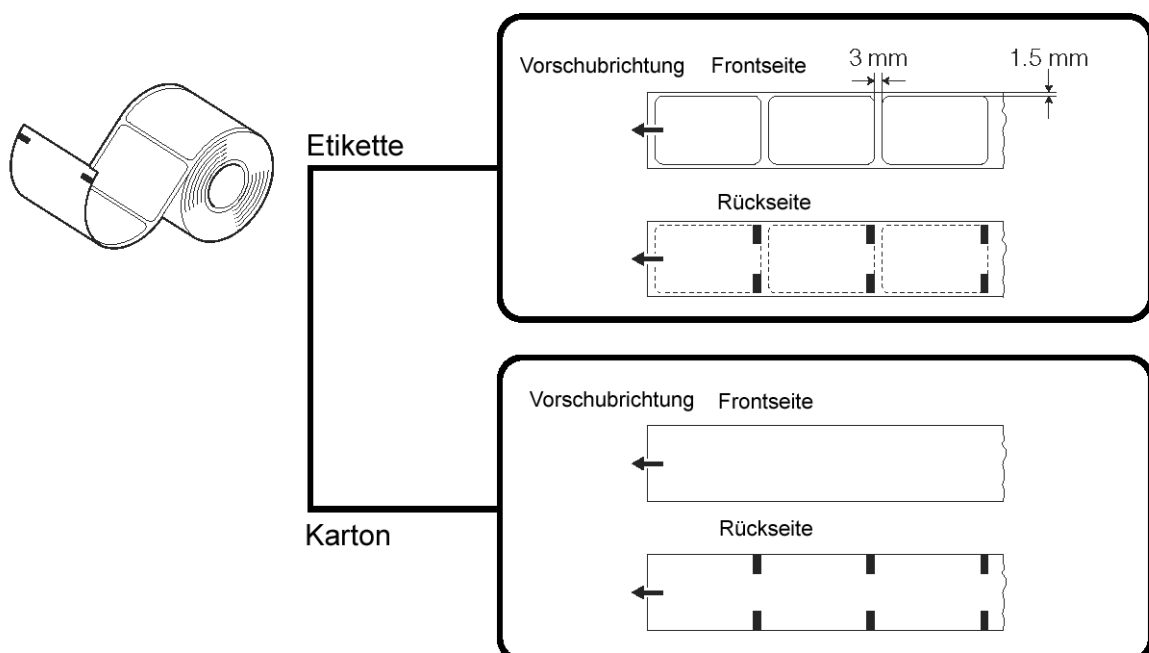 Vorschubrichtung Frontseite 3 mm 1.5 mm
Etikette
Rückseite
Vorschubrichtung Frontseite
Karton
Rückseite